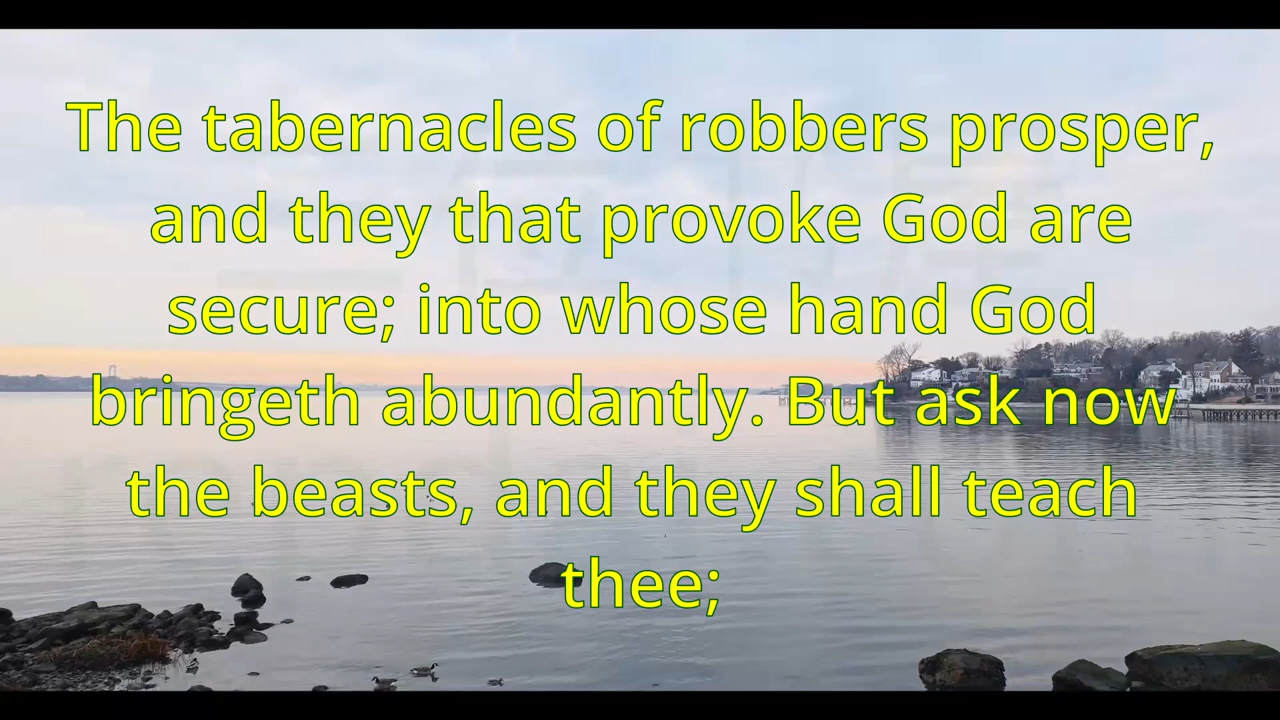 The tabernacles of robbers prosper,
and they that provoke God are
secure; into whose hand God
bringeth abundantly. But ask now
the beasts, and they shall teach
thee;